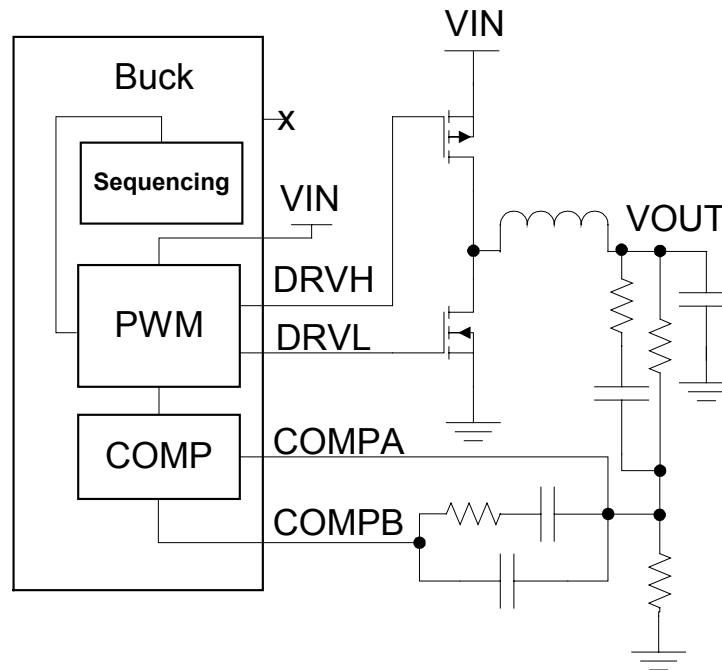 VIN
Buck
x
Sequencing
VIN
VOUT
DRVH
PWM
DRVL
COMPA
COMP
COMPB